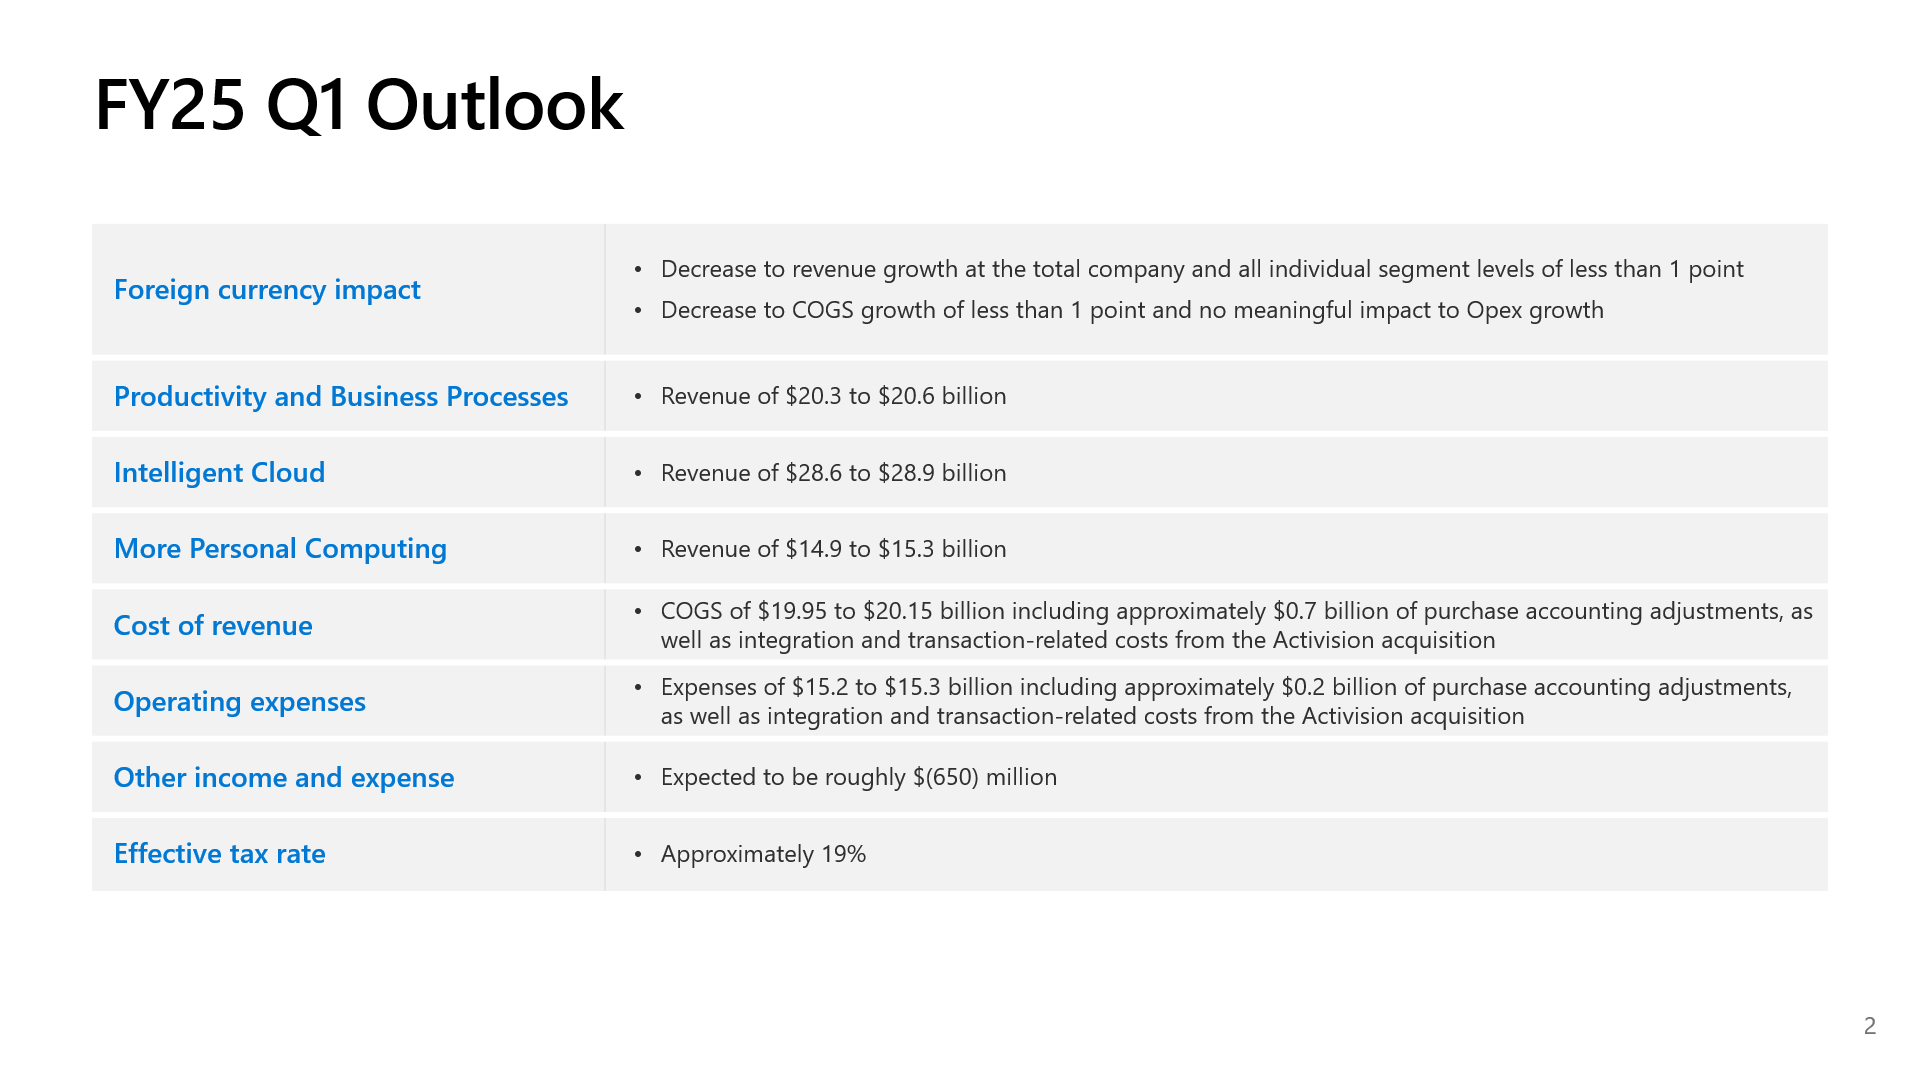 FY25 Q1 Outlook
Foreign currency impact
• Decrease to revenue growth at the total company and all individual segment levels of less than 1 point
• Decrease to COGS growth of less than 1 point and no meaningful impact to Opex growth
Productivity and Business Processes
• Revenue of $20.3 to $20.6 billion
Intelligent Cloud
• Revenue of $28.6 to $28.9 billion
More Personal Computing
• Revenue of $14.9 to $15.3 billion
Cost of revenue
• COGS of $19.95 to $20.15 billion including approximately $0.7 billion of purchase accounting adjustments, as
well as integration and transaction-related costs from the Activision acquisition
Operating expenses
• Expenses of $15.2 to $15.3 billion including approximately $0.2 billion of purchase accounting adjustments,
as well as integration and transaction-related costs from the Activision acquisition
Other income and expense
• Expected to be roughly $(650) million
Effective tax rate
• Approximately 19%
2